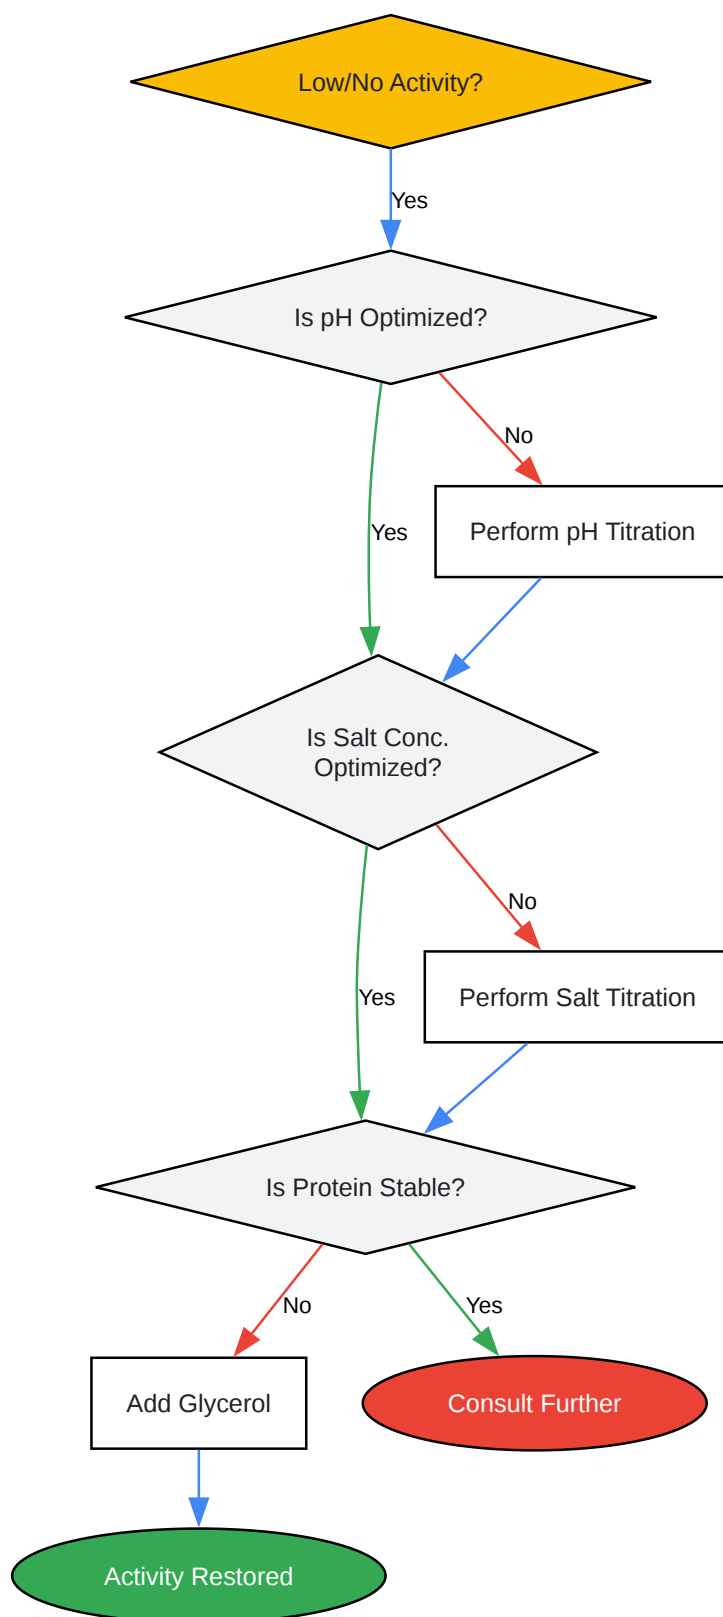 Low/No Activity?
Yes
Is pH Optimized?
No
Yes
Perform pH Titration
Is Salt Conc.
Optimized?
No
Yes
Perform Salt Titration
Is Protein Stable?
No
Yes
Add Glycerol
Consult Further
Activity Restored